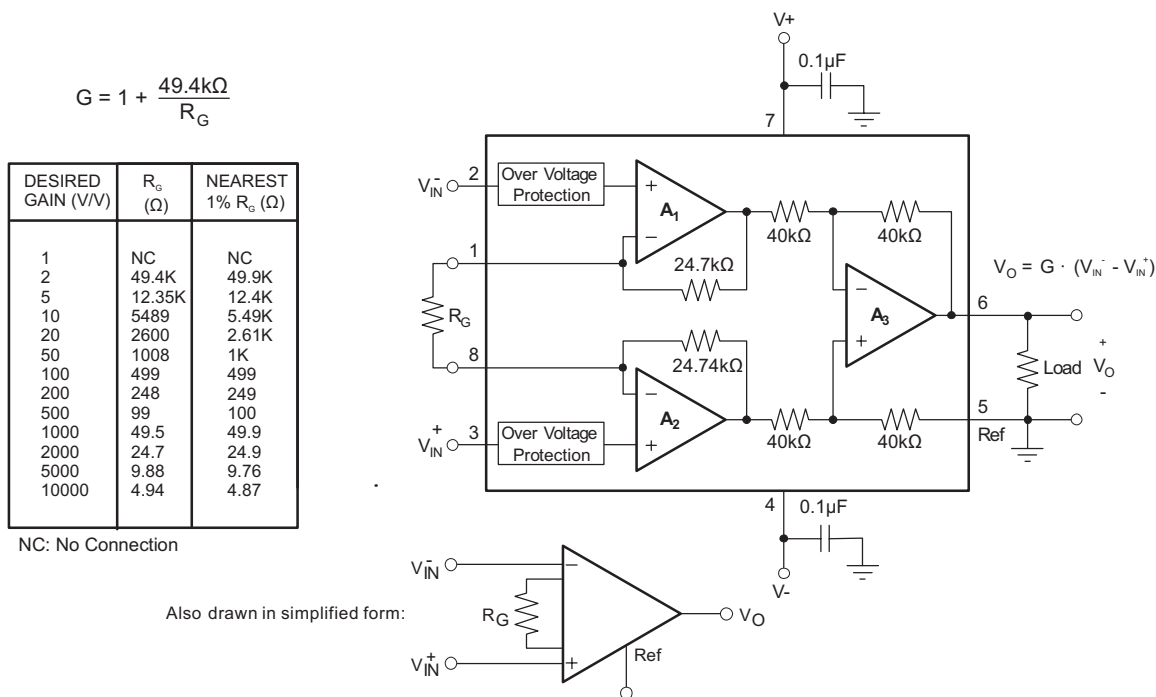 G = 1 + 49.4kΩ / R_G
DESIRED GAIN (V/V) R_G (Ω) NEAREST 1% R_G (Ω)
1 NC NC
2 49.4K 49.9K
5 12.35K 12.4K
10 5489 5.49K
20 2600 2.61K
50 1008 1K
100 499 499
200 248 249
500 99 100
1000 49.5 49.9
2000 24.7 24.9
5000 9.88 9.76
10000 4.94 4.87
NC: No Connection
V+
0.1µF
7
V_IN^-
2
Over Voltage
Protection
+
A1
−
40kΩ
40kΩ
1
24.7kΩ
R_G
8
24.74kΩ
−
A3
+
6
V_O = G · (V_IN^- - V_IN^+)
Load
+
V_O
-
−
A2
+
V_IN^+
3
Over Voltage
Protection
40kΩ
40kΩ
5
Ref
4
0.1µF
V-
Also drawn in simplified form:
V_IN^-
−
R_G
V_O
V_IN^+
+
Ref